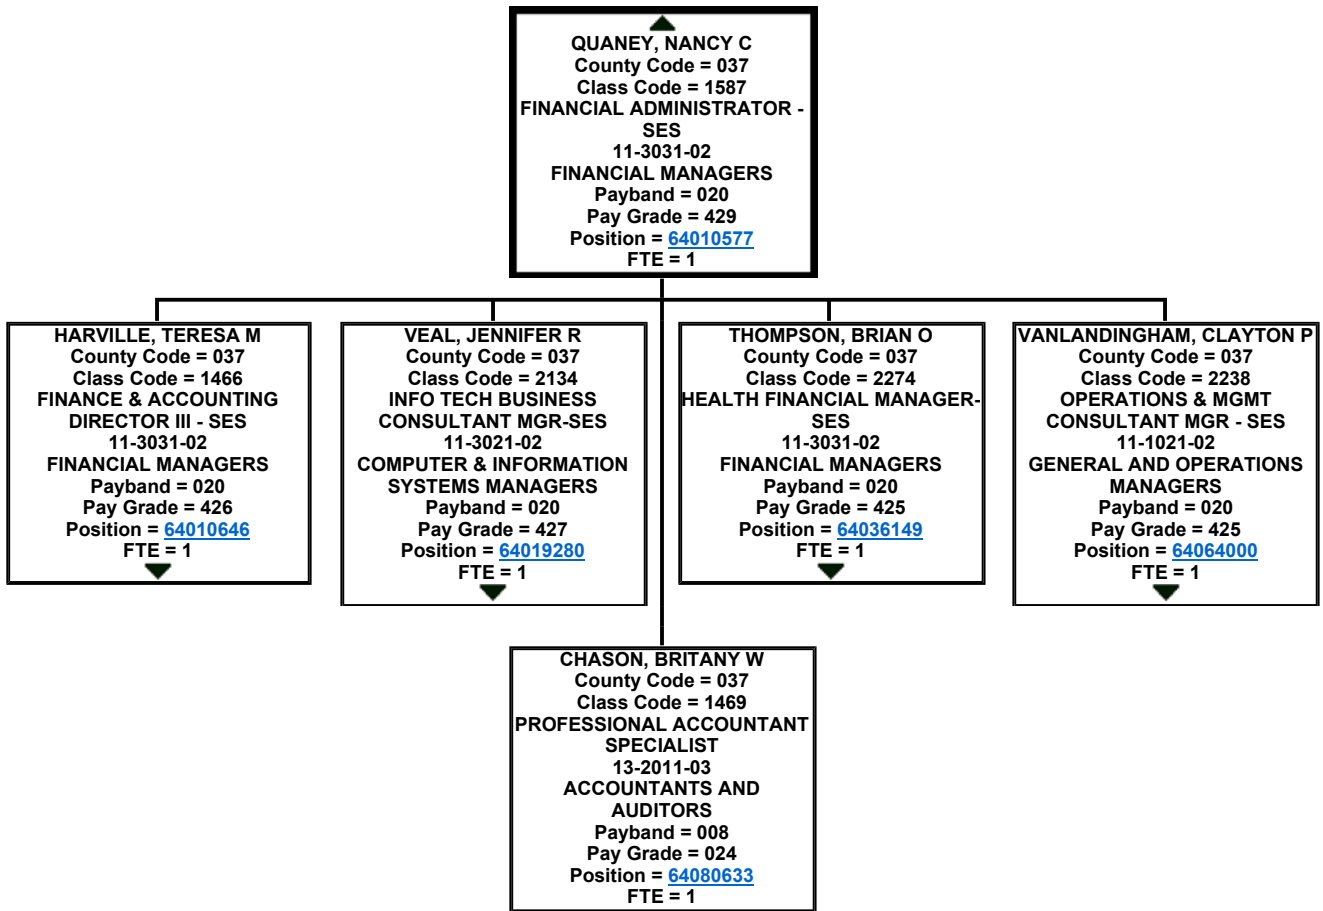 QUANEY, NANCY C
County Code = 037
Class Code = 1587
FINANCIAL ADMINISTRATOR -
SES
11-3031-02
FINANCIAL MANAGERS
Payband = 020
Pay Grade = 429
Position = 64010577
FTE = 1
HARVILLE, TERESA M
County Code = 037
Class Code = 1466
FINANCE & ACCOUNTING
DIRECTOR III - SES
11-3031-02
FINANCIAL MANAGERS
Payband = 020
Pay Grade = 426
Position = 64010646
FTE = 1
VEAL, JENNIFER R
County Code = 037
Class Code = 2134
INFO TECH BUSINESS
CONSULTANT MGR-SES
11-3021-02
COMPUTER & INFORMATION
SYSTEMS MANAGERS
Payband = 020
Pay Grade = 427
Position = 64019280
FTE = 1
THOMPSON, BRIAN O
County Code = 037
Class Code = 2274
HEALTH FINANCIAL MANAGER-
SES
11-3031-02
FINANCIAL MANAGERS
Payband = 020
Pay Grade = 425
Position = 64036149
FTE = 1
VANLANDINGHAM, CLAYTON P
County Code = 037
Class Code = 2238
OPERATIONS & MGMT
CONSULTANT MGR - SES
11-1021-02
GENERAL AND OPERATIONS
MANAGERS
Payband = 020
Pay Grade = 425
Position = 64064000
FTE = 1
CHASON, BRITANY W
County Code = 037
Class Code = 1469
PROFESSIONAL ACCOUNTANT
SPECIALIST
13-2011-03
ACCOUNTANTS AND
AUDITORS
Payband = 008
Pay Grade = 024
Position = 64080633
FTE = 1